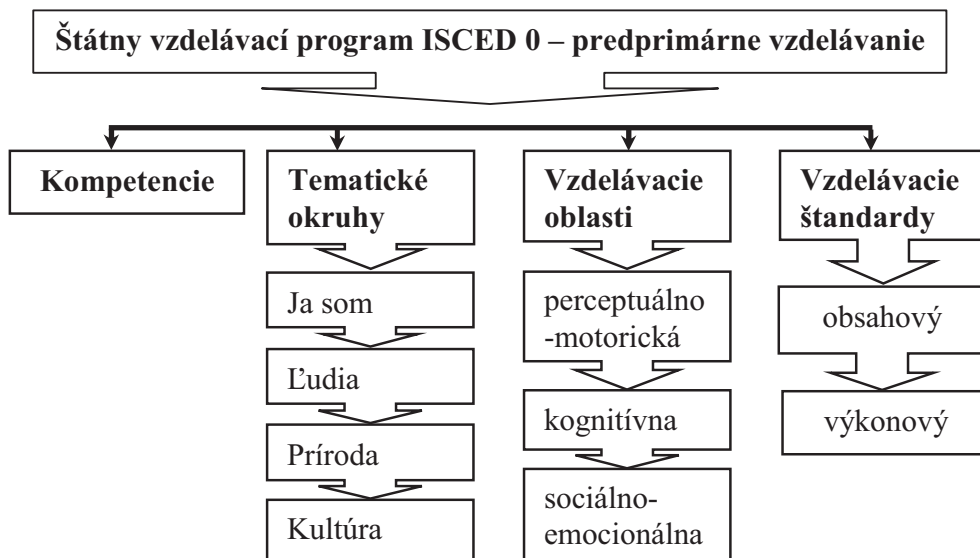 Štátny vzdelávací program ISCED 0 – predprimárne vzdelávanie
Kompetencie
Tematické
okruhy
Ja som
Ľudia
Príroda
Kultúra
Vzdelávacie
oblasti
perceptuálno
-motorická
kognitívna
sociálno-
emocionálna
Vzdelávacie
štandardy
obsahový
výkonový